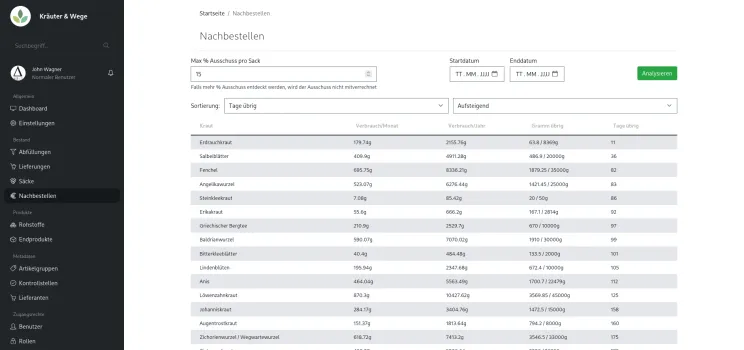 Kräuter & Wege
Suchbegriff..
John Wagner
Normaler Benutzer
Allgemein
Dashboard
Einstellungen
Bestand
Abfüllungen
Lieferungen
Säcke
Nachbestellen
Produkte
Rohstoffe
Endprodukte
Metadaten
Artikelgruppen
Kontrollstellen
Lieferanten
Zugangsrechte
Benutzer
Rollen
Startseite / Nachbestellen
Nachbestellen
Max % Ausschuss pro Sack
15
Falls mehr % Ausschuss entdeckt werden, wird der Ausschuss nicht mitverrechnet
Startdatum
TT . MM . JJJJ
Enddatum
TT . MM . JJJJ
Analysieren
Sortierung: Tage übrig Aufsteigend
Kraut Verbrauch/Monat Verbrauch/Jahr Gramm übrig Tage übrig
Erdrauchkraut 179.74g 2155.76g 63.8 / 8369g 11
Salbeiblätter 409.9g 4911.28g 486.9 / 20000g 36
Fenchel 695.75g 8336.21g 1879.25 / 35000g 82
Angelikawurzel 523.07g 6276.44g 1421.45 / 25000g 83
Steinkleekraut 7.08g 85.42g 20 / 50g 86
Erikakraut 55.6g 666.2g 167.1 / 2814g 92
Griechischer Bergtee 210.9g 2529.7g 670 / 10000g 97
Baldrianwurzel 590.07g 7070.02g 1910 / 30000g 99
Bitterkleeblätter 40.4g 484.48g 133.5 / 2000g 101
Lindenblüten 195.94g 2347.68g 672.4 / 10000g 105
Anis 464.04g 5563.49g 1700.7 / 22479g 112
Löwenzahnkraut 870.3g 10427.62g 3569.85 / 45000g 125
Johanniskraut 284.17g 3404.76g 1472.5 / 15000g 158
Augentrostkraut 151.37g 1813.64g 794.2 / 8000g 160
Zichorienwurzel / Wegwartewurzel 618.72g 7413.2g 3546.5 / 33000g 175